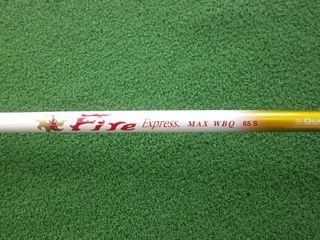 Fire Express. MAX WBQ 65 S